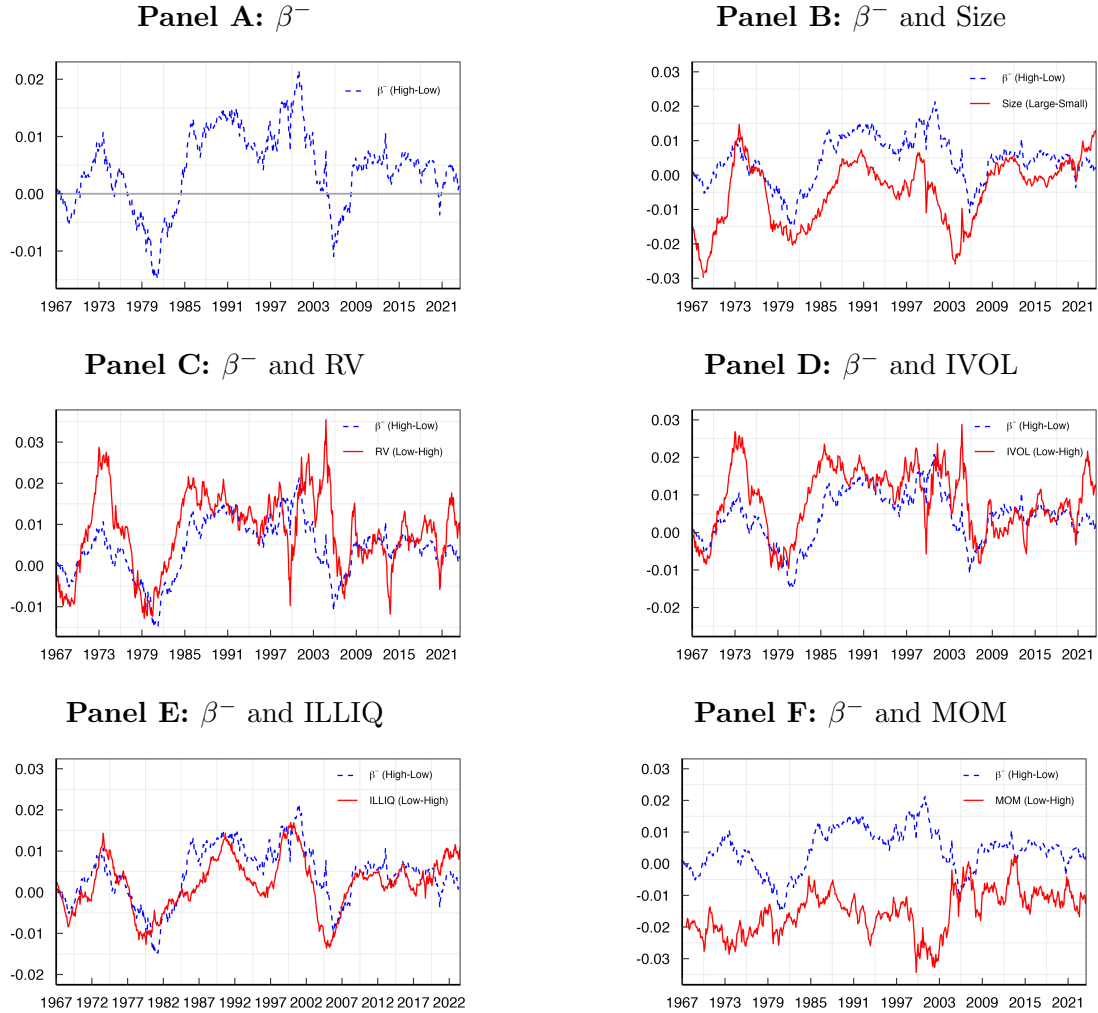 Panel A: β−
Panel B: β− and Size
0.02
0.01
0.00
-0.01
β− (High-Low)
1967 1973 1979 1985 1991 1997 2003 2009 2015 2021
0.03
0.02
0.01
0.00
-0.01
-0.02
-0.03
β− (High-Low)
Size (Large-Small)
1967 1973 1979 1985 1991 1997 2003 2009 2015 2021
Panel C: β− and RV
Panel D: β− and IVOL
0.03
0.02
0.01
0.00
-0.01
β− (High-Low)
RV (Low-High)
1967 1973 1979 1985 1991 1997 2003 2009 2015 2021
0.03
0.02
0.01
0.00
-0.01
-0.02
β− (High-Low)
IVOL (Low-High)
1967 1973 1979 1985 1991 1997 2003 2009 2015 2021
Panel E: β− and ILLIQ
Panel F: β− and MOM
0.03
0.02
0.01
0.00
-0.01
-0.02
β− (High-Low)
ILLIQ (Low-High)
1967 1972 1977 1982 1987 1992 1997 2002 2007 2012 2017 2022
0.03
0.02
0.01
0.00
-0.01
-0.02
-0.03
β− (High-Low)
MOM (Low-High)
1967 1973 1979 1985 1991 1997 2003 2009 2015 2021